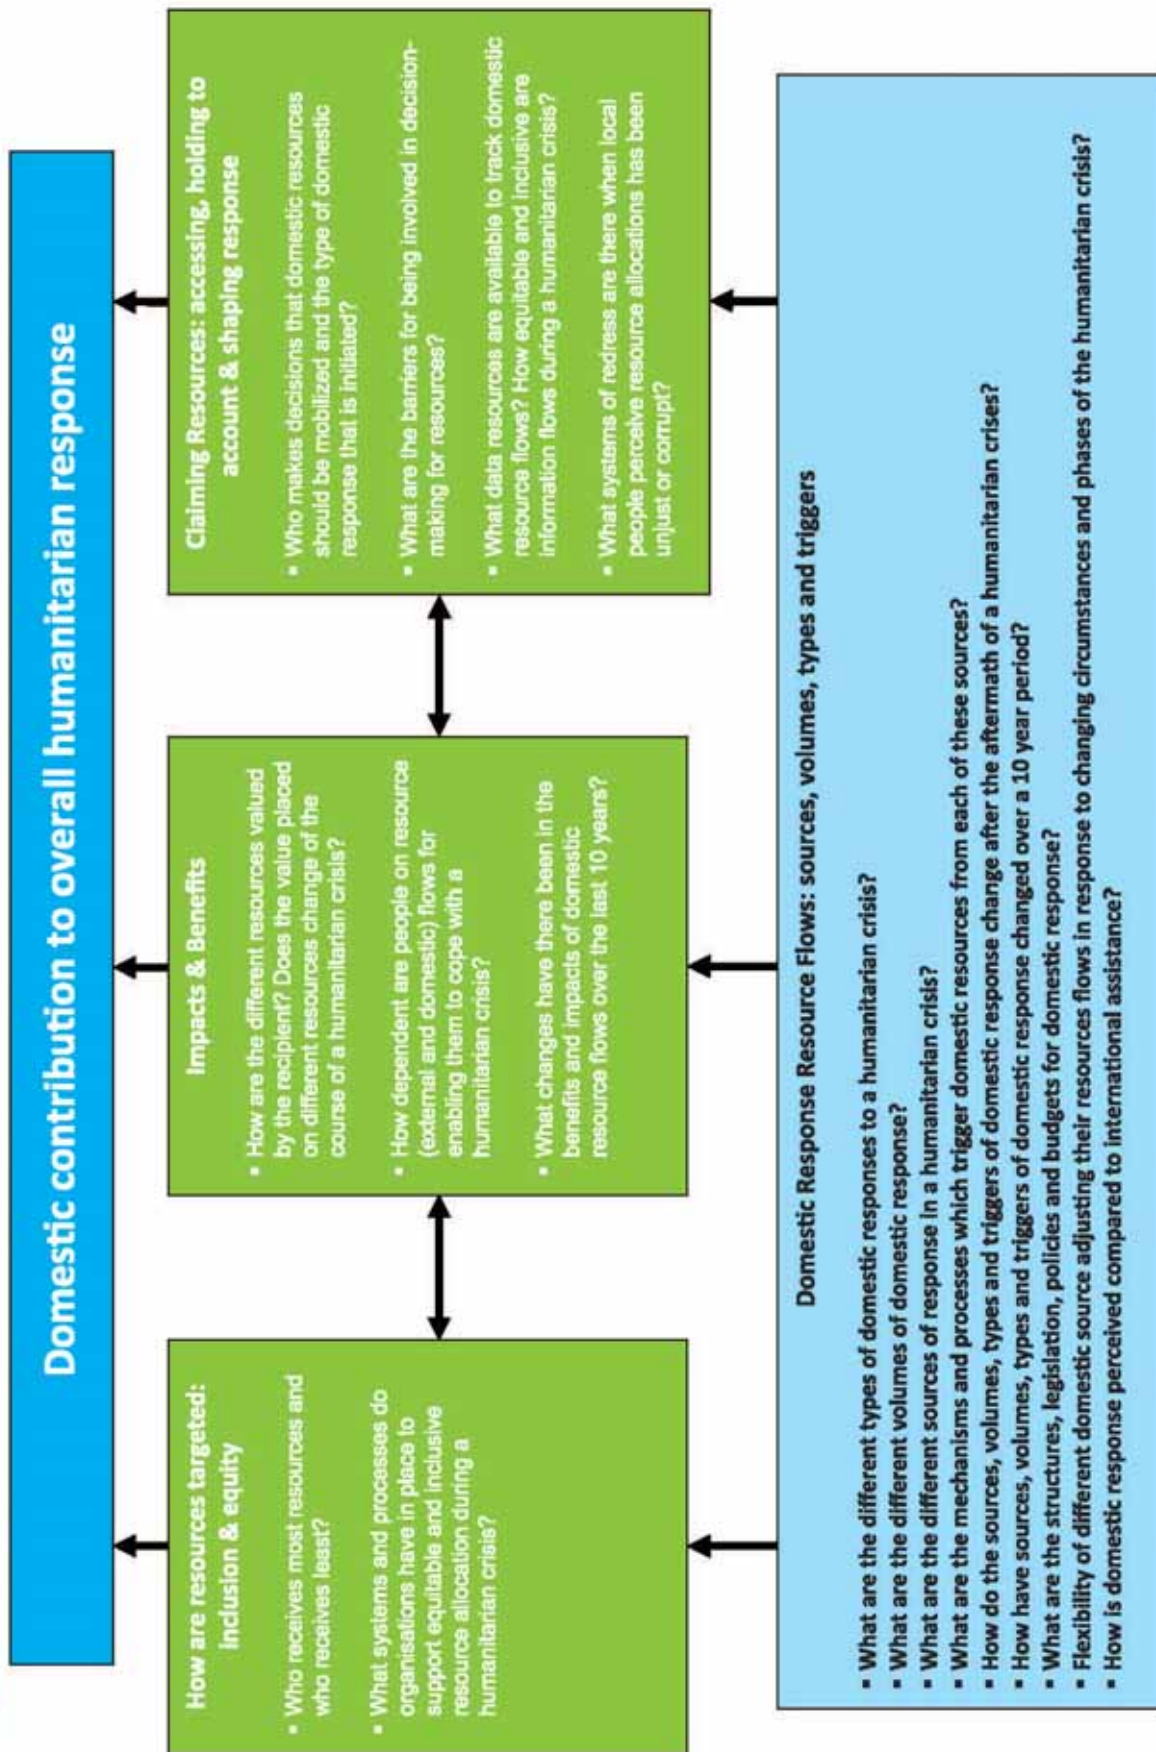 Domestic contribution to overall humanitarian response
How are resources targeted:
Inclusion & equity
▪ Who receives most resources and
who receives least?
▪ What systems and processes do
organisations have in place to
support equitable and inclusive
resource allocation during a
humanitarian crisis?
Impacts & Benefits
▪ How are the different resources valued
by the recipient? Does the value placed
on different resources change of the
course of a humanitarian crisis?
▪ How dependent are people on resource
(external and domestic) flows for
enabling them to cope with a
humanitarian crisis?
▪ What changes have there been in the
benefits and impacts of domestic
resource flows over the last 10 years?
Claiming Resources: accessing, holding to
account & shaping response
▪ Who makes decisions that domestic resources
should be mobilized and the type of domestic
response that is initiated?
▪ What are the barriers for being involved in decision-
making for resources?
▪ What data resources are available to track domestic
resource flows? How equitable and inclusive are
information flows during a humanitarian crisis?
▪ What systems of redress are there when local
people perceive resource allocations has been
unjust or corrupt?
Domestic Response Resource Flows: sources, volumes, types and triggers
▪ What are the different types of domestic responses to a humanitarian crisis?
▪ What are the different volumes of domestic response?
▪ What are the different sources of response in a humanitarian crisis?
▪ What are the mechanisms and processes which trigger domestic resources from each of these sources?
▪ How do the sources, volumes, types and triggers of domestic response change after the aftermath of a humanitarian crises?
▪ How have sources, volumes, types and triggers of domestic response changed over a 10 year period?
▪ What are the structures, legislation, policies and budgets for domestic response?
▪ Flexibility of different domestic source adjusting their resources flows in response to changing circumstances and phases of the humanitarian crisis?
▪ How is domestic response perceived compared to international assistance?